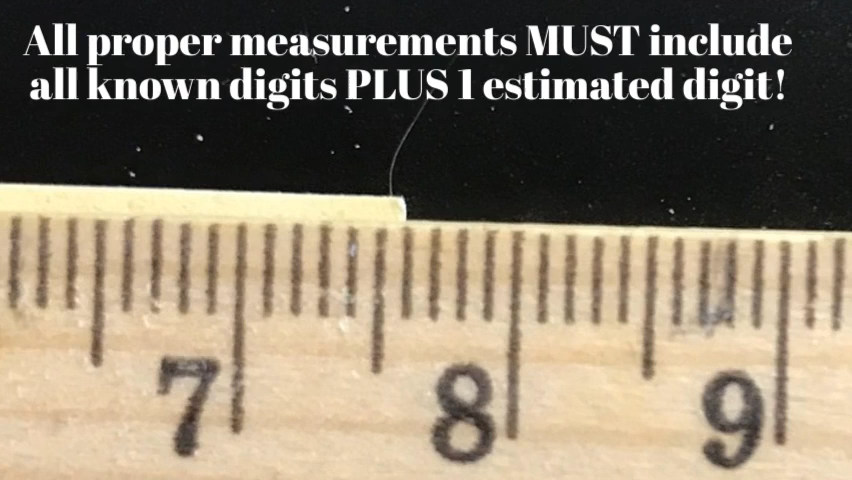 All proper measurements MUST include
all known digits PLUS 1 estimated digit!
7 8 9